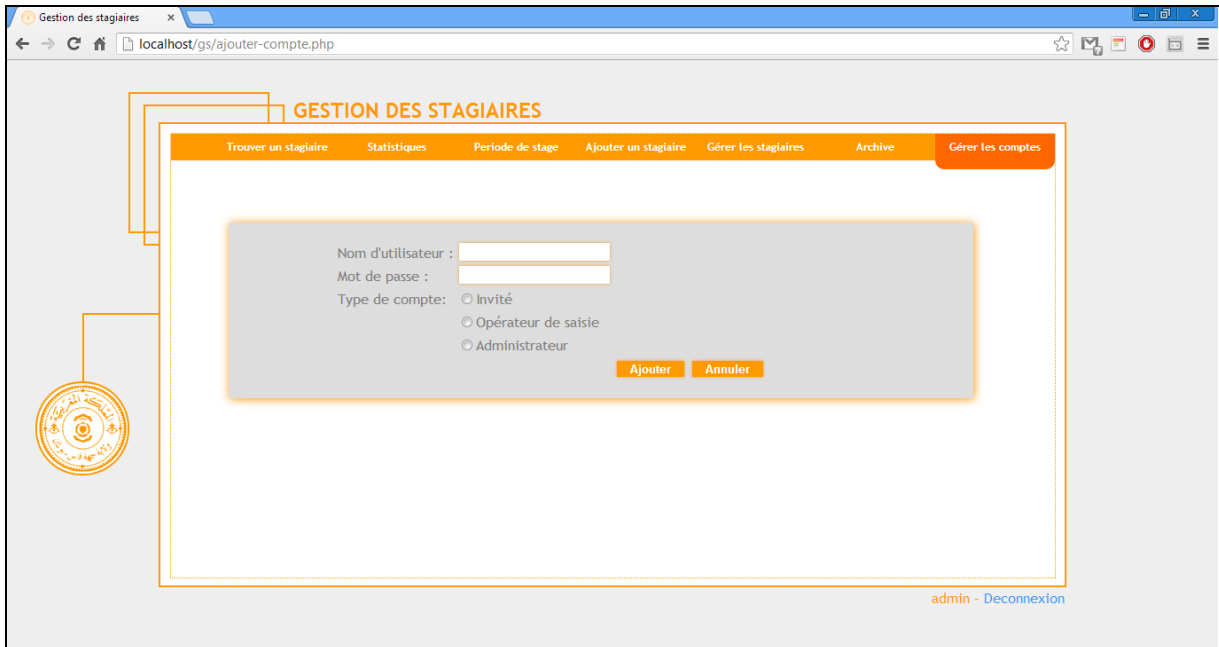 Gestion des stagiaires
localhost/gs/ajouter-compte.php
GESTION DES STAGIAIRES
Trouver un stagiaire Statistiques Periode de stage Ajouter un stagiaire Gérer les stagiaires Archive Gérer les comptes
Nom d'utilisateur :
Mot de passe :
Type de compte: Invité
Opérateur de saisie
Administrateur
Ajouter Annuler
المملكة المغربية
admin - Deconnexion